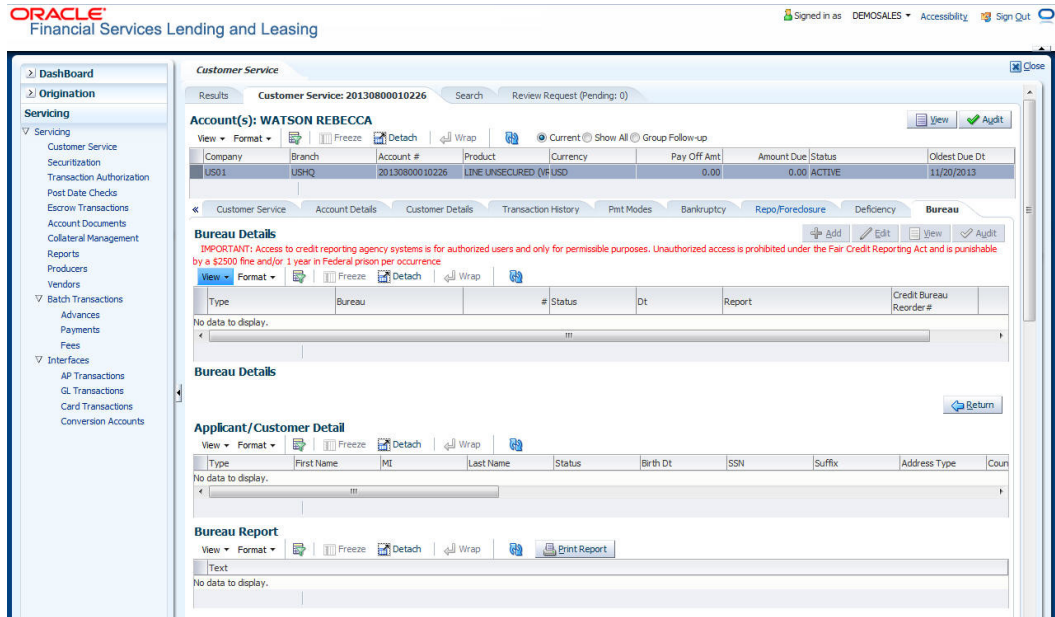 ORACLE
Financial Services Lending and Leasing
Signed in as DEMOSALES Accessibility Sign Out
Close
DashBoard
Origination
Servicing
Servicing
Customer Service
Securitization
Transaction Authorization
Post Date Checks
Escrow Transactions
Account Documents
Collateral Management
Reports
Producers
Vendors
Batch Transactions
Advances
Payments
Fees
Interfaces
AP Transactions
GL Transactions
Card Transactions
Conversion Accounts
Customer Service
Results Customer Service: 20130800010226 Search Review Request (Pending: 0)
Account(s): WATSON REBECCA View Audit
View Format Freeze Detach Wrap Current Show All Group Follow-up
Company Branch Account # Product Currency Pay Off Amt Amount Due Status Oldest Due Dt
US01 USHQ 20130800010226 LINE UNSECURED (VR USD 0.00 0.00 ACTIVE 11/20/2013
« Customer Service Account Details Customer Details Transaction History Pmt Modes Bankruptcy Repo/Foreclosure Deficiency Bureau
Bureau Details Add Edit View Audit
IMPORTANT: Access to credit reporting agency systems is for authorized users and only for permissible purposes. Unauthorized access is prohibited under the Fair Credit Reporting Act and is punishable
by a $2500 fine and/or 1 year in Federal prison per occurrence
View Format Freeze Detach Wrap
Type Bureau # Status Dt Report Credit Bureau
Reorder #
No data to display.
Bureau Details
Return
Applicant/Customer Detail
View Format Freeze Detach Wrap
Type First Name MI Last Name Status Birth Dt SSN Suffix Address Type Coun
No data to display.
Bureau Report
View Format Freeze Detach Wrap Print Report
Text
No data to display.